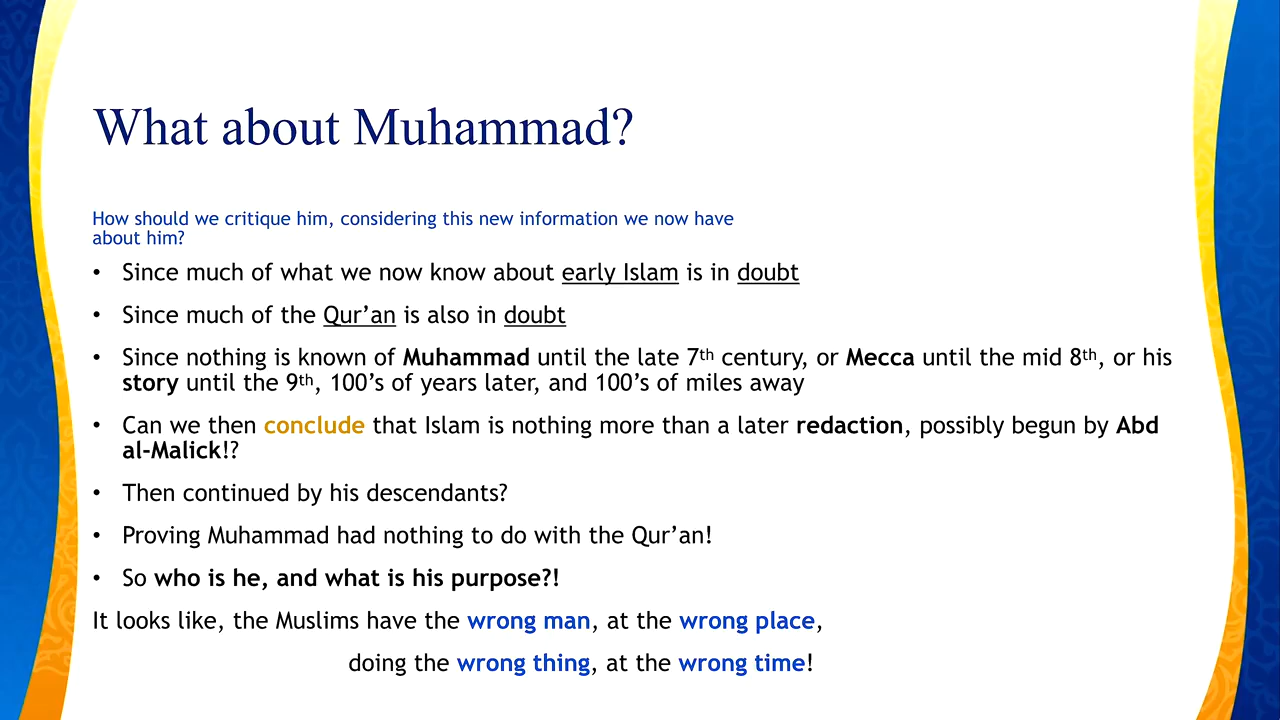 What about Muhammad?
How should we critique him, considering this new information we now have
about him?
• Since much of what we now know about early Islam is in doubt
• Since much of the Qur’an is also in doubt
• Since nothing is known of Muhammad until the late 7th century, or Mecca until the mid 8th, or his
story until the 9th, 100’s of years later, and 100’s of miles away
• Can we then conclude that Islam is nothing more than a later redaction, possibly begun by Abd
al-Malick!?
• Then continued by his descendants?
• Proving Muhammad had nothing to do with the Qur’an!
• So who is he, and what is his purpose?!
It looks like, the Muslims have the wrong man, at the wrong place,
doing the wrong thing, at the wrong time!